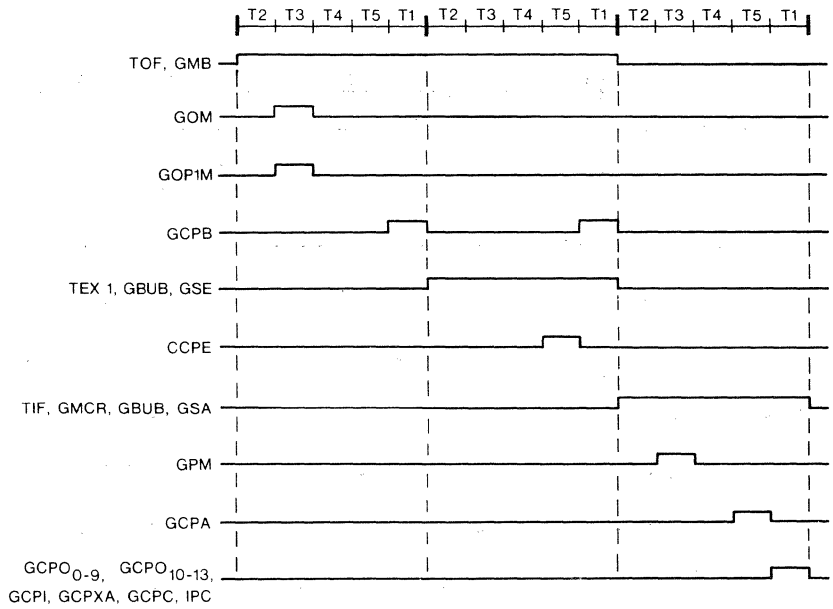 T2 T3 T4 T5 T1 T2 T3 T4 T5 T1 T2 T3 T4 T5 T1
TOF, GMB
GOM
GOP1M
GCPB
TEX 1, GBUB, GSE
CCPE
TIF, GMCR, GBUB, GSA
GPM
GCPA
GCPO0-9, GCPO10-13,
GCPI, GCPXA, GCPC, IPC